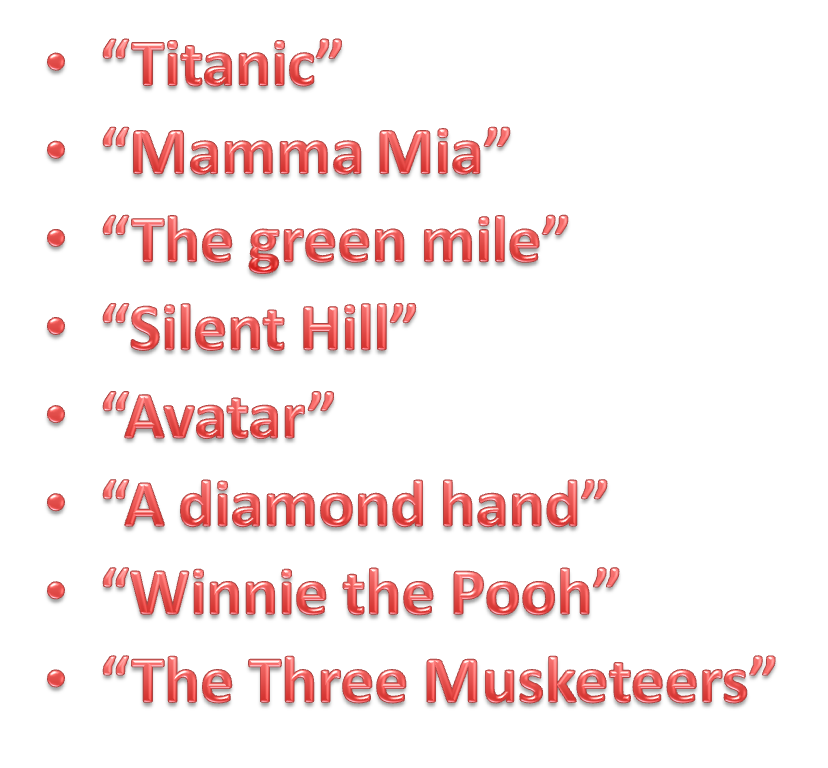 • “Titanic”
• “Mamma Mia”
• “The green mile”
• “Silent Hill”
• “Avatar”
• “A diamond hand”
• “Winnie the Pooh”
• “The Three Musketeers”